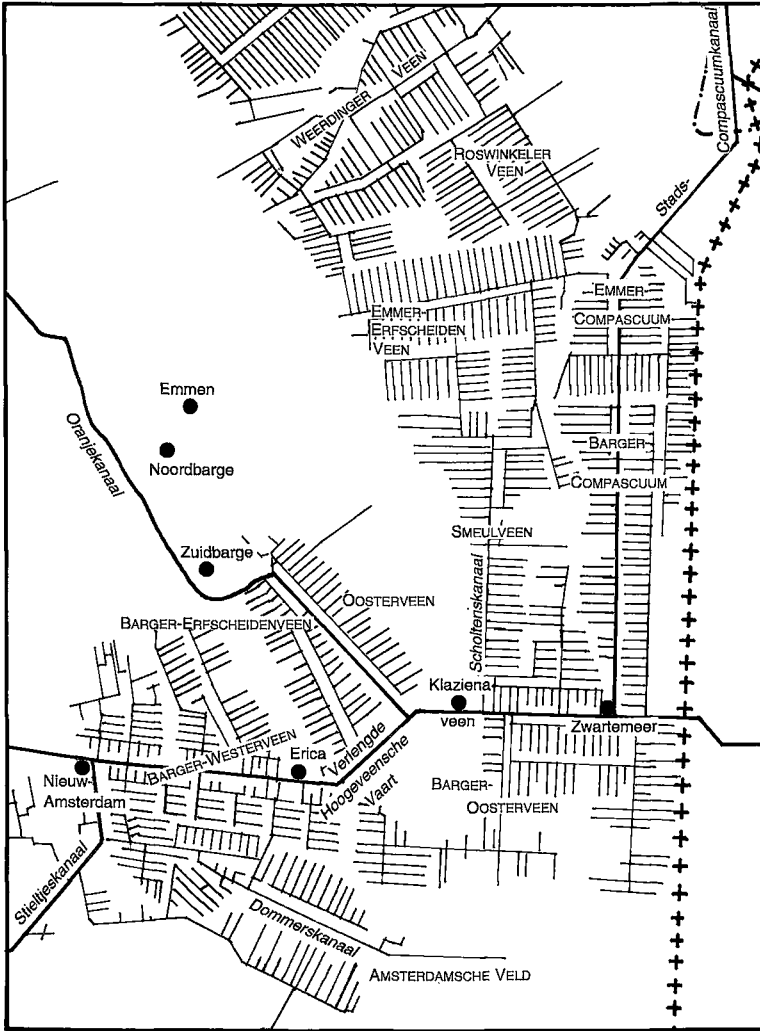 Compascuumkanaal
WEERDINGER VEEN
ROSWINKELER
VEEN
Stads-
EMMER
COMPASCUUM
EMMER
ERFSCHEIDEN
VEEN
Emmen
Oranjekanaal
Noordbarge
BARGER
COMPASCUUM
SMEULVEEN
Zuidbarge
OOSTERVEEN
BARGER-ERFSCHEIDENVEEN
Scholtenskanaal
Klaziena
veen
Zwartemeer
BARGER-WESTERVEEN
Erica
Verlengde
Hoogeveensche
Vaart
Nieuw-
Amsterdam
BARGER-
OOSTERVEEN
Stieltjeskanaal
Dommerskanaal
AMSTERDAMSCHE VELD